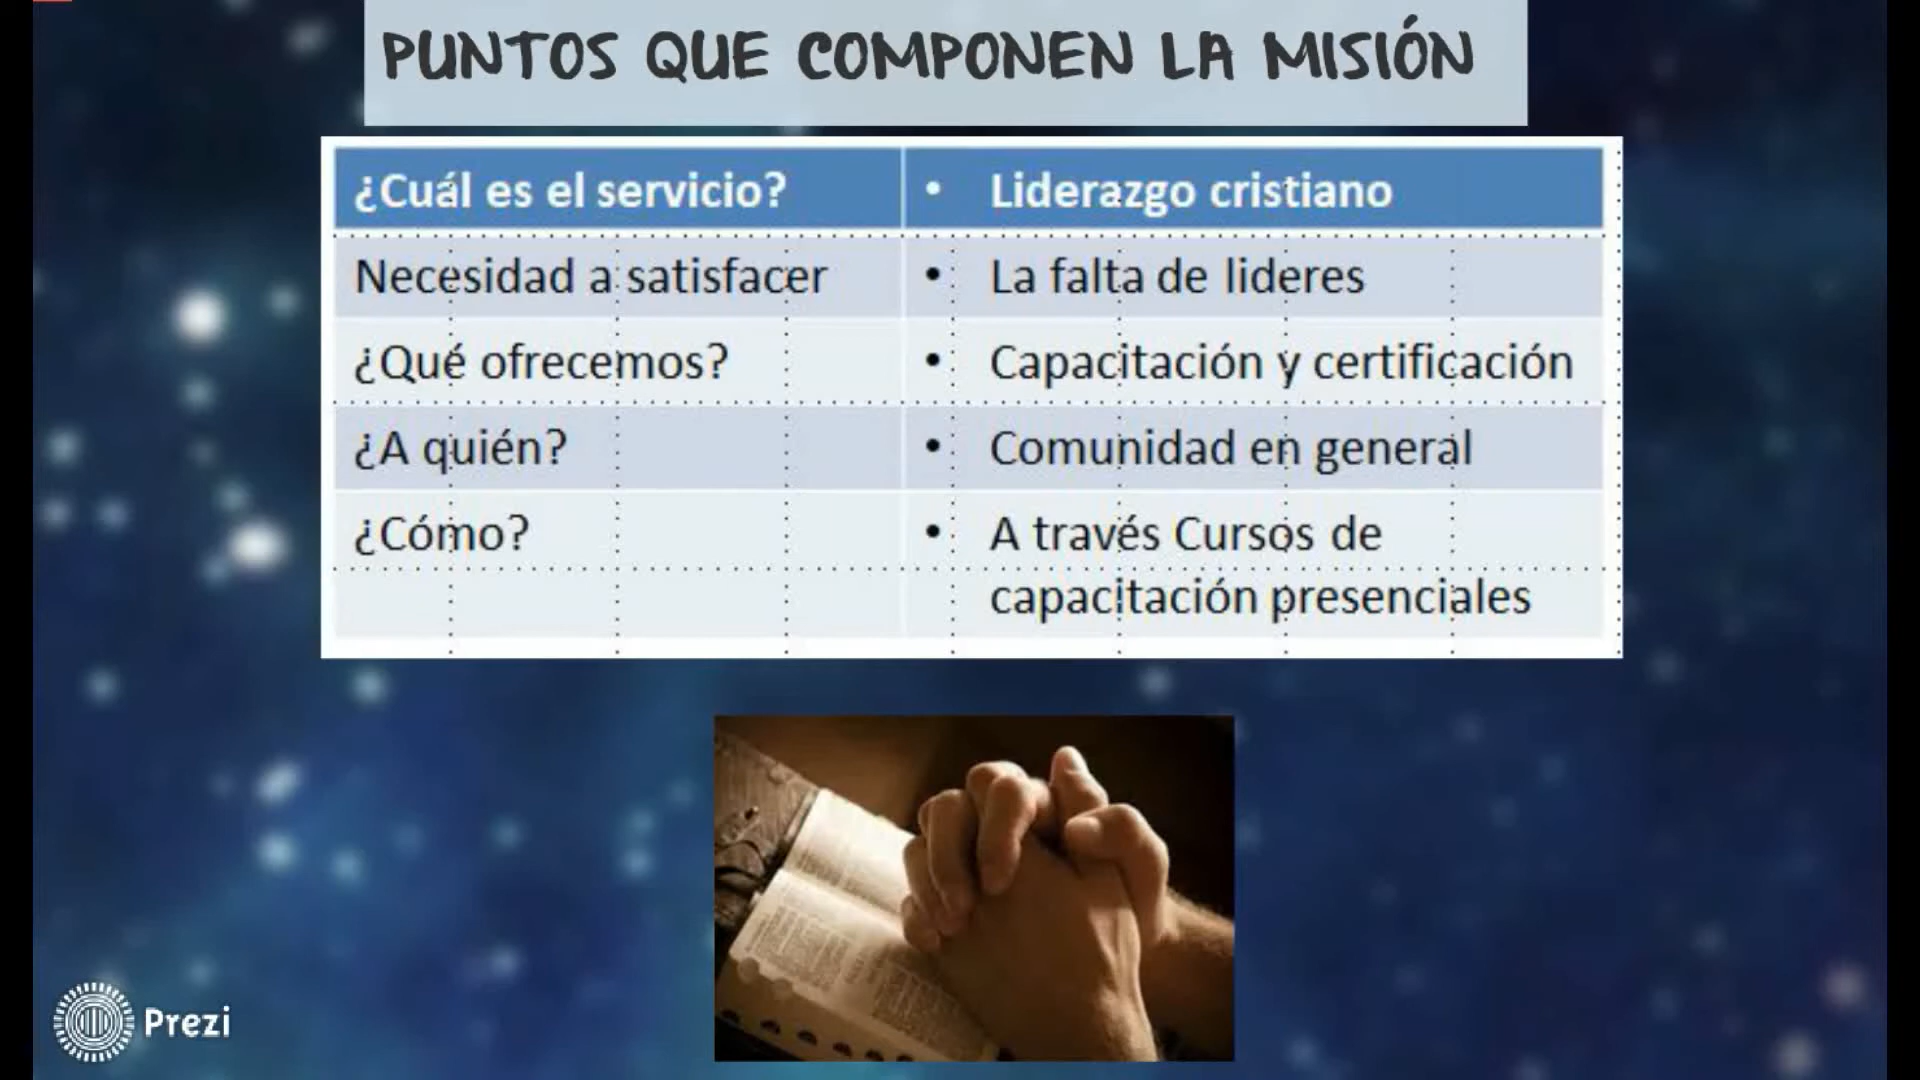 PUNTOS QUE COMPONEN LA MISIÓN
¿Cuál es el servicio?
• Liderazgo cristiano
Necesidad a satisfacer
• La falta de lideres
¿Qué ofrecemos?
• Capacitación y certificación
¿A quién?
• Comunidad en general
¿Cómo?
• A través Cursos de
capacitación presenciales
Prezi